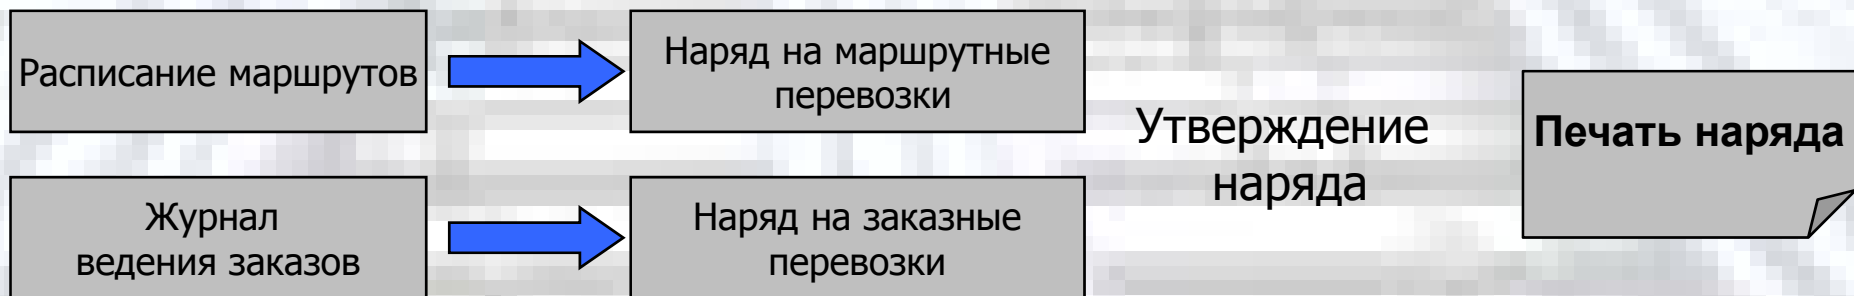 Расписание маршрутов
Наряд на маршрутные
перевозки
Журнал
ведения заказов
Наряд на заказные
перевозки
Утверждение
наряда
Печать наряда